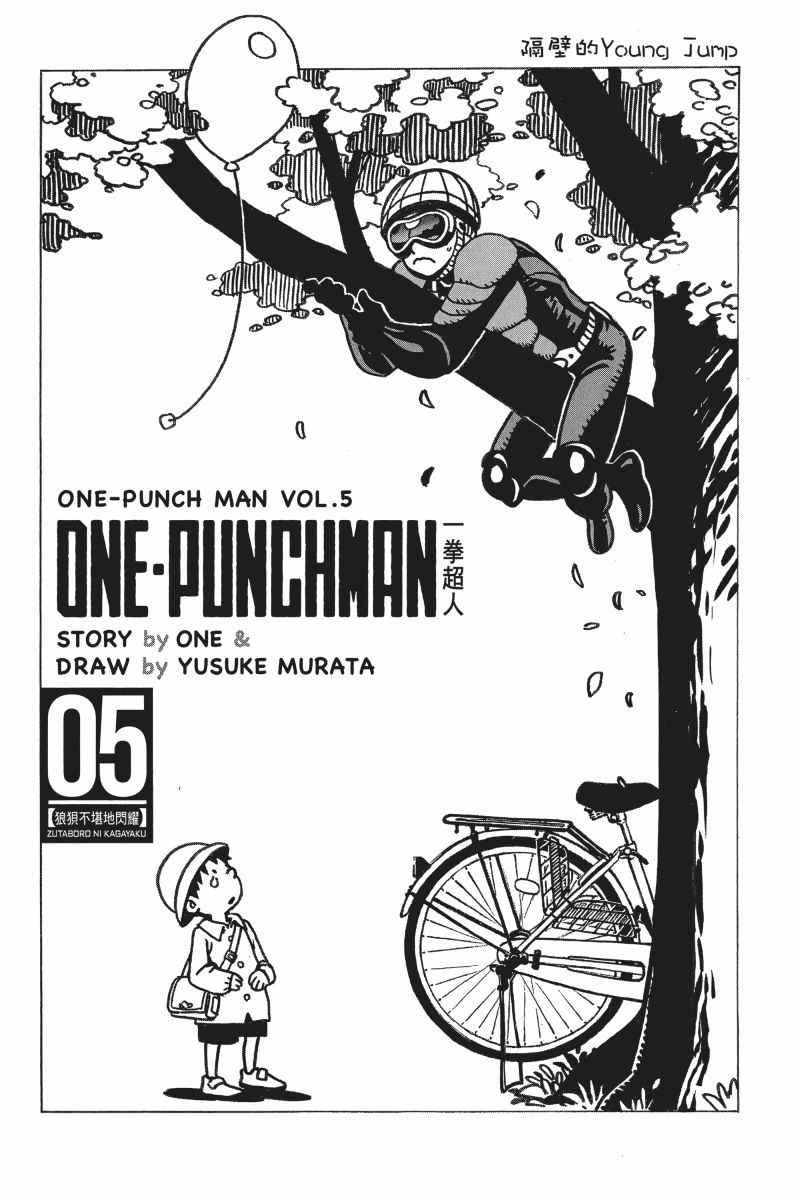 隔壁的Young Jump
ONE-PUNCH MAN VOL.5
ONE-PUNCHMAN
一拳超人
STORY by ONE &
DRAW by YUSUKE MURATA
05
【狼狽不堪地閃耀】
ZUTABORO NI KAGAYAKU